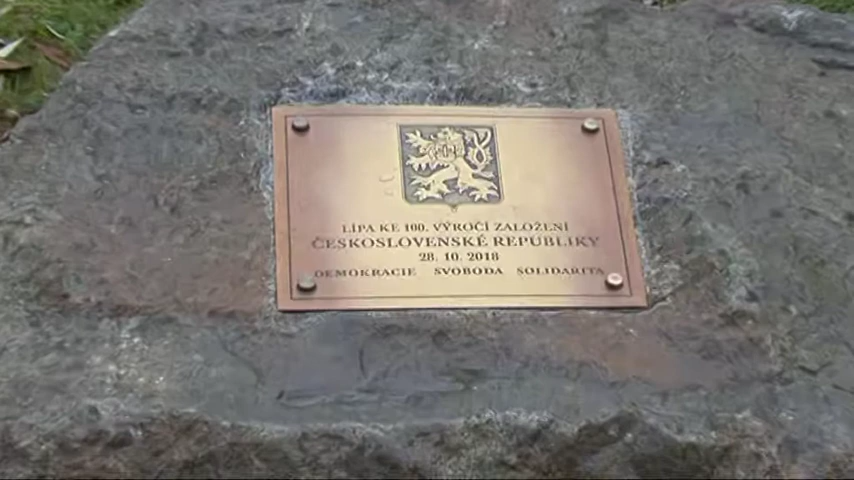 LÍPA KE 100. VÝROČÍ ZALOŽENÍ
ČESKOSLOVENSKÉ REPUBLIKY
28. 10. 2018
DEMOKRACIE SVOBODA SOLIDARITA